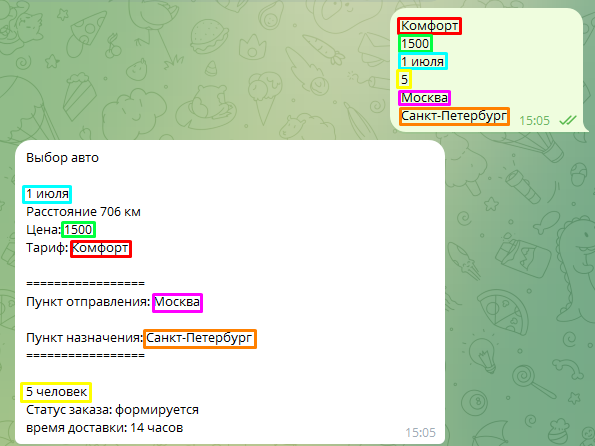 Комфорт
1500
1 июля
5
Москва
Санкт-Петербург
15:05
Выбор авто
1 июля
Расстояние 706 км
Цена:1500
Тариф: Комфорт
=================
Пункт отправления: Москва
Пункт назначения:Санкт-Петербург
=================
5 человек
Статус заказа: формируется
время доставки: 14 часов
15:05